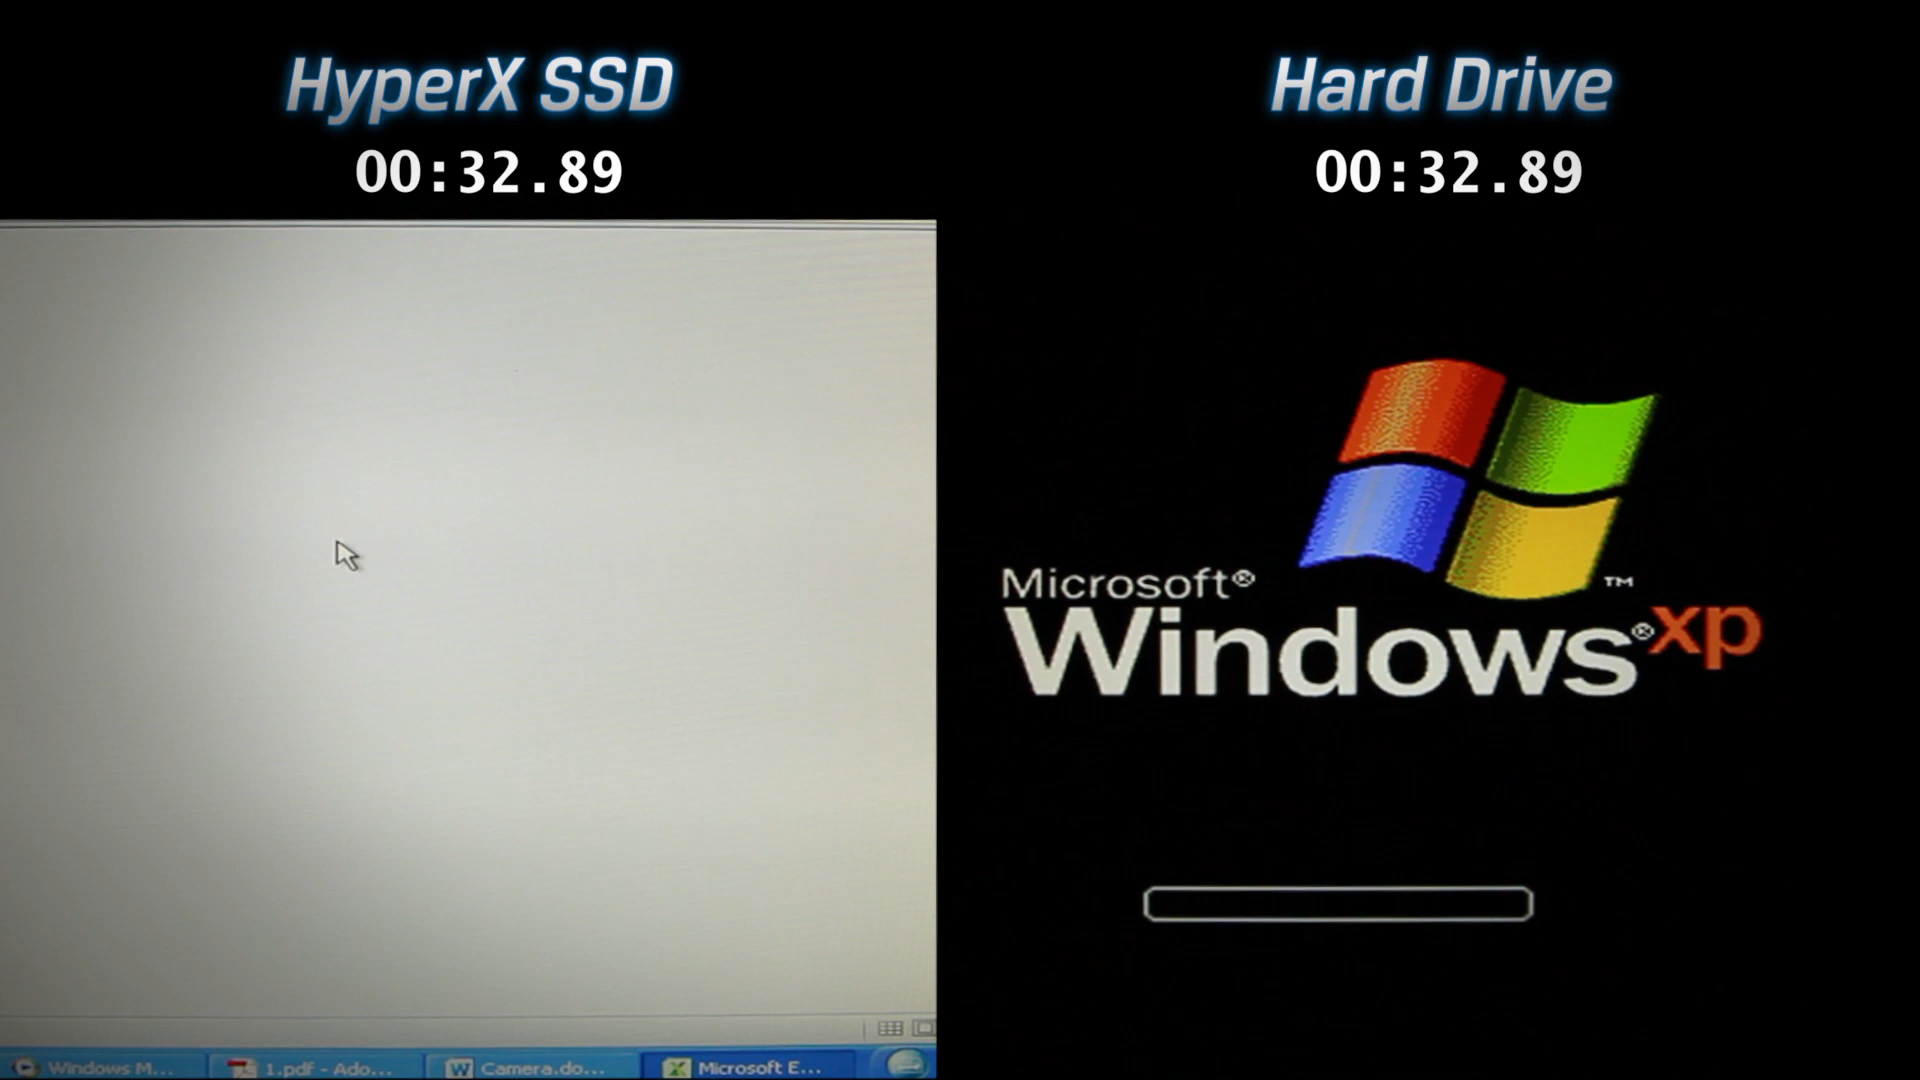 HyperX SSD
00:32.89
Hard Drive
00:32.89
Microsoft®
Windows® xp ™
Windows M...
1.pdf - Ado...
Camera.do...
Microsoft E...